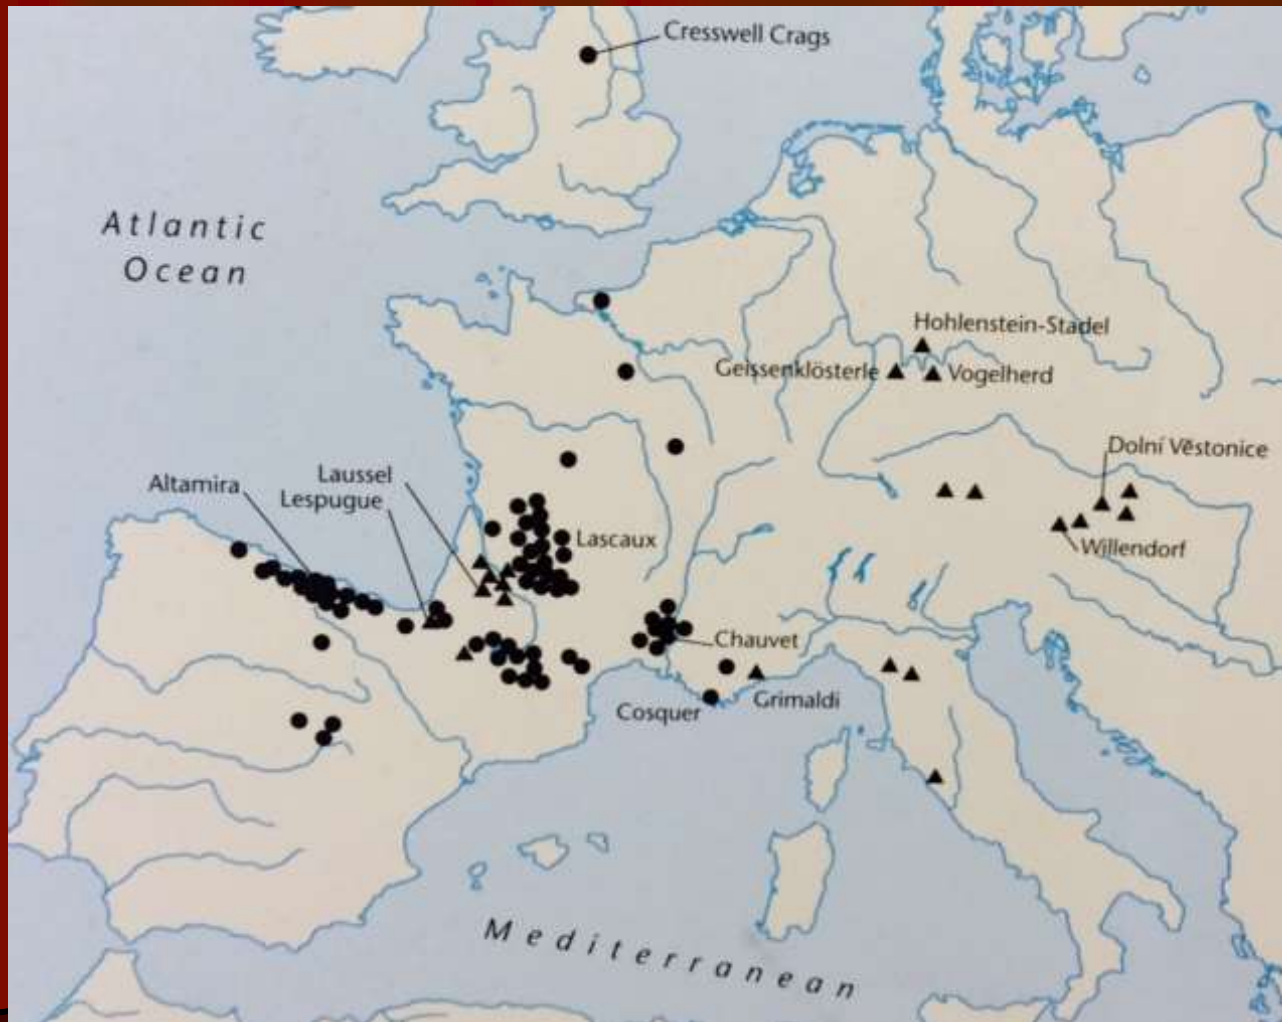 Cresswell Crags
Atlantic
Ocean
Hohlenstein-Stadel
Geissenklösterle
Vogelherd
Dolní Věstonice
Laussel
Altamira
Lespugue
Lascaux
Willendorf
Chauvet
Grimaldi
Cosquer
Mediterranean